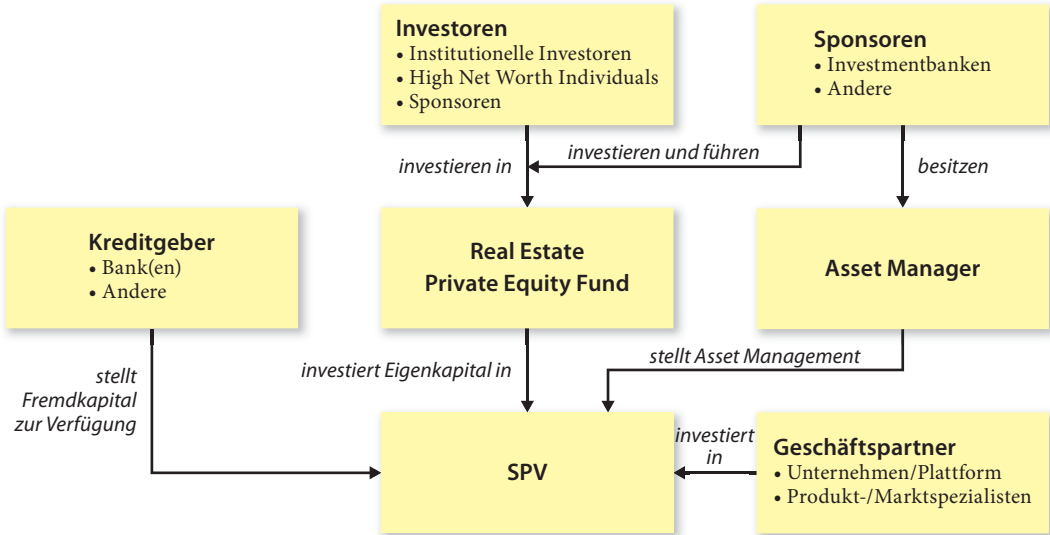 Investoren
• Institutionelle Investoren
• High Net Worth Individuals
• Sponsoren
Sponsoren
• Investmentbanken
• Andere
investieren in
investieren und führen
besitzen
Kreditgeber
• Bank(en)
• Andere
Real Estate
Private Equity Fund
Asset Manager
stellt
Fremdkapital
zur Verfügung
investiert Eigenkapital in
stellt Asset Management
SPV
investiert
in
Geschäftspartner
• Unternehmen/Plattform
• Produkt-/Marktspezialisten